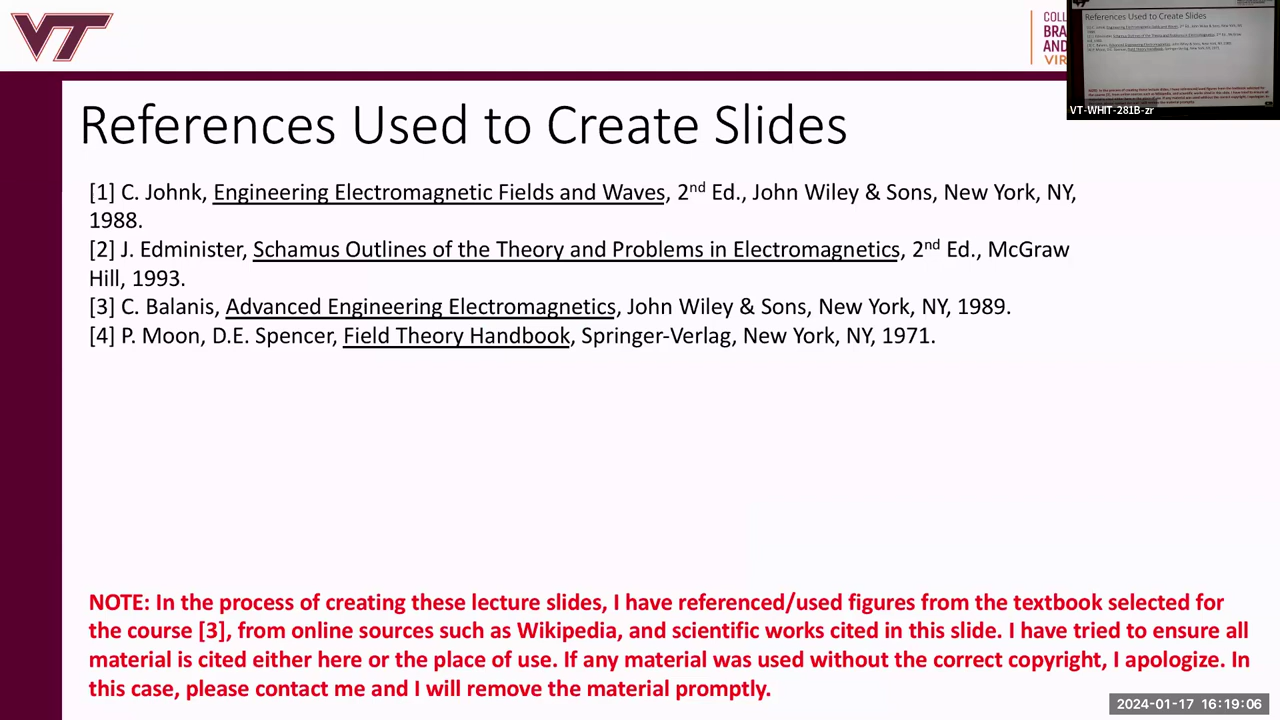 VT
COLL
BRA
AND
VIRG
References Used to Create Slides
VT-WHIT-281B-zr
References Used to Create Slides
[1] C. Johnk, Engineering Electromagnetic Fields and Waves, 2nd Ed., John Wiley & Sons, New York, NY,
1988.
[2] J. Edminister, Schamus Outlines of the Theory and Problems in Electromagnetics, 2nd Ed., McGraw
Hill, 1993.
[3] C. Balanis, Advanced Engineering Electromagnetics, John Wiley & Sons, New York, NY, 1989.
[4] P. Moon, D.E. Spencer, Field Theory Handbook, Springer-Verlag, New York, NY, 1971.
NOTE: In the process of creating these lecture slides, I have referenced/used figures from the textbook selected for
the course [3], from online sources such as Wikipedia, and scientific works cited in this slide. I have tried to ensure all
material is cited either here or the place of use. If any material was used without the correct copyright, I apologize. In
this case, please contact me and I will remove the material promptly.
2024-01-17 16:19:06